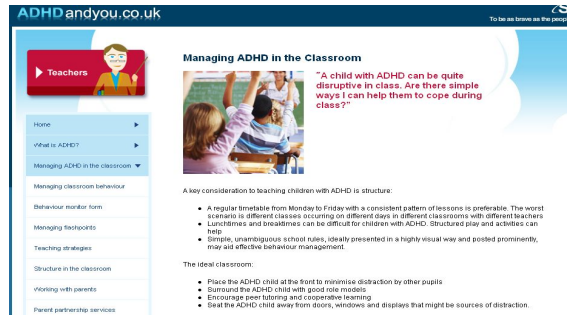 ADHDandyou.co.uk
To be as brave as the peop
Teachers
Managing ADHD in the Classroom
"A child with ADHD can be quite
disruptive in class. Are there simple
ways I can help them to cope during
class?"
Home
What is ADHD?
Managing ADHD in the classroom
Managing classroom behaviour
Behaviour monitor form
Managing flashpoints
Teaching strategies
Structure in the classroom
Working with parents
Parent partnership services
A key consideration to teaching children with ADHD is structure:
A regular timetable from Monday to Friday with a consistent pattern of lessons is preferable. The worst
scenario is different classes occurring on different days in different classrooms with different teachers
Lunchtimes and breaktimes can be difficult for children with ADHD. Structured play and activities can
help
Simple, unambiguous school rules, ideally presented in a highly visual way and posted prominently,
may aid effective behaviour management.
The ideal classroom:
Place the ADHD child at the front to minimise distraction by other pupils
Surround the ADHD child with good role models
Encourage peer tutoring and cooperative learning
Seat the ADHD child away from doors, windows and displays that might be sources of distraction.